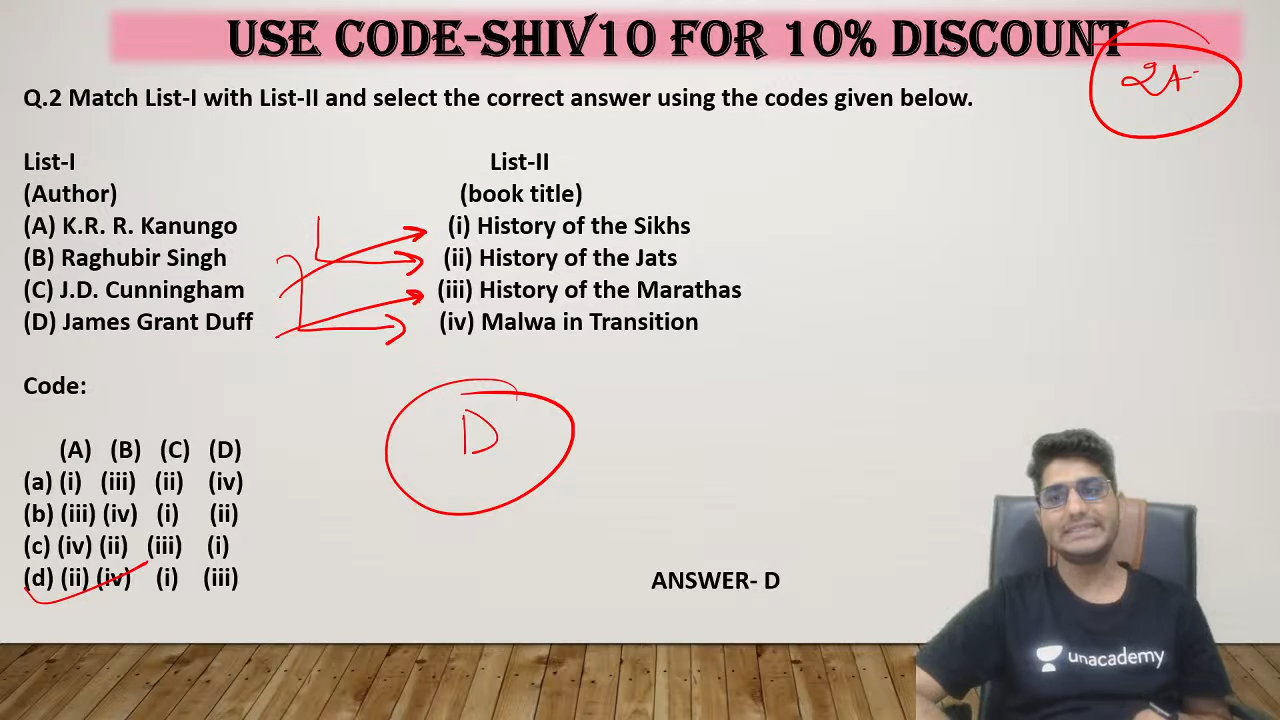 USE CODE-SHIV10 FOR 10% DISCOUNT
Q.2 Match List-I with List-II and select the correct answer using the codes given below.
List-I List-II
(Author) (book title)
(A) K.R. R. Kanungo (i) History of the Sikhs
(B) Raghubir Singh (ii) History of the Jats
(C) J.D. Cunningham (iii) History of the Marathas
(D) James Grant Duff (iv) Malwa in Transition
Code:
(A) (B) (C) (D)
(a) (i) (iii) (ii) (iv)
(b) (iii) (iv) (i) (ii)
(c) (iv) (ii) (iii) (i)
(d) (ii) (iv) (i) (iii)
D
ANSWER- D
unacademy